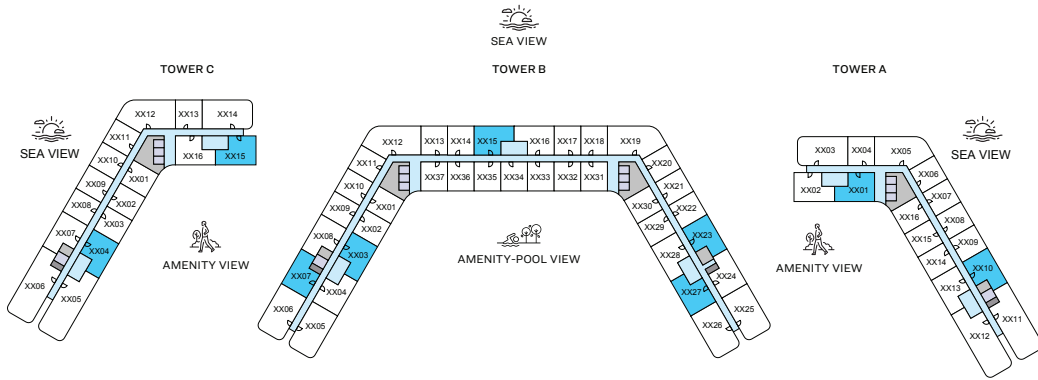 SEA VIEW
TOWER C
TOWER B
TOWER A
SEA VIEW
XX12
XX13
XX14
XX11
XX10
XX09
XX08
XX07
XX06
XX16
XX15
XX01
XX02
XX03
XX04
XX05
AMENITY VIEW
XX12
XX13
XX14
XX15
XX16
XX17
XX18
XX19
XX11
XX10
XX09
XX08
XX07
XX06
XX37
XX36
XX35
XX34
XX33
XX32
XX31
XX01
XX02
XX03
XX04
XX05
XX20
XX21
XX22
XX23
XX24
XX25
XX30
XX29
XX28
XX27
XX26
AMENITY-POOL VIEW
SEA VIEW
XX03
XX04
XX05
XX02
XX01
XX06
XX07
XX08
XX09
XX10
XX11
XX16
XX15
XX14
XX13
XX12
AMENITY VIEW